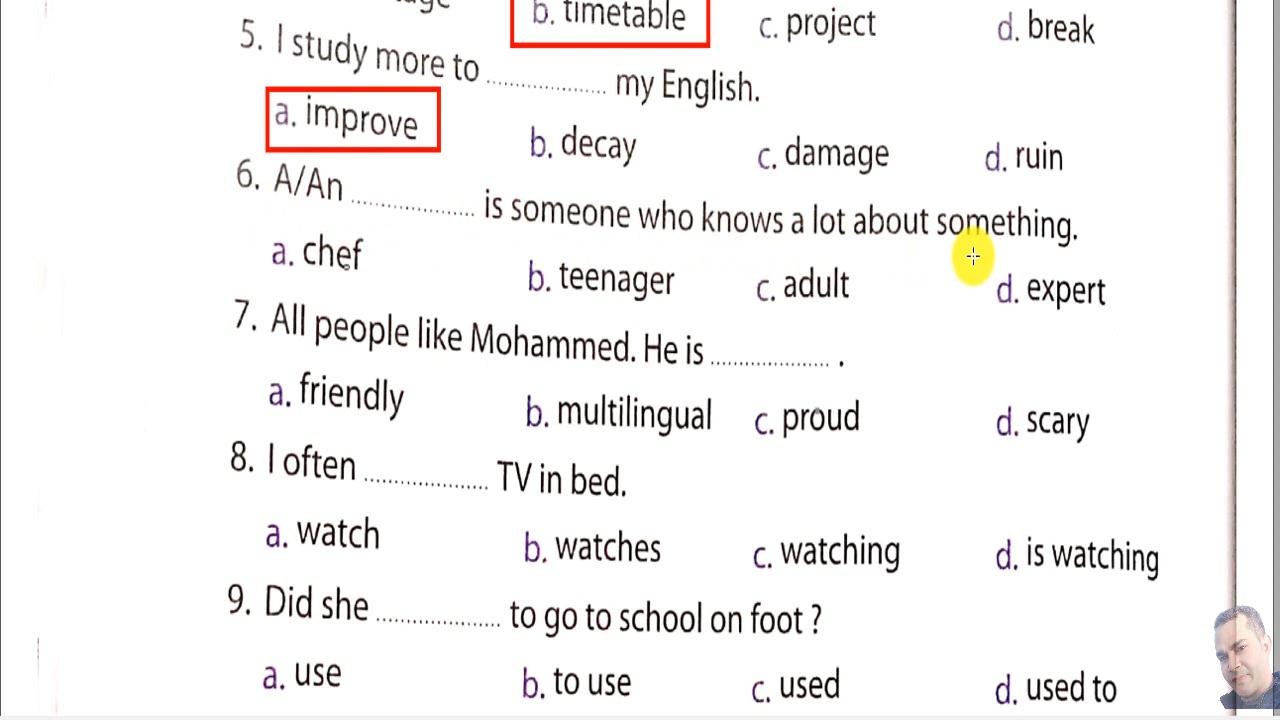 b. timetable c. project d. break
5. I study more to .................... my English.
a. improve b. decay c. damage d. ruin
6. A/An .................... is someone who knows a lot about something.
a. chef b. teenager c. adult d. expert
7. All people like Mohammed. He is .................... .
a. friendly b. multilingual c. proud d. scary
8. I often .................... TV in bed.
a. watch b. watches c. watching d. is watching
9. Did she .................... to go to school on foot ?
a. use b. to use c. used d. used to